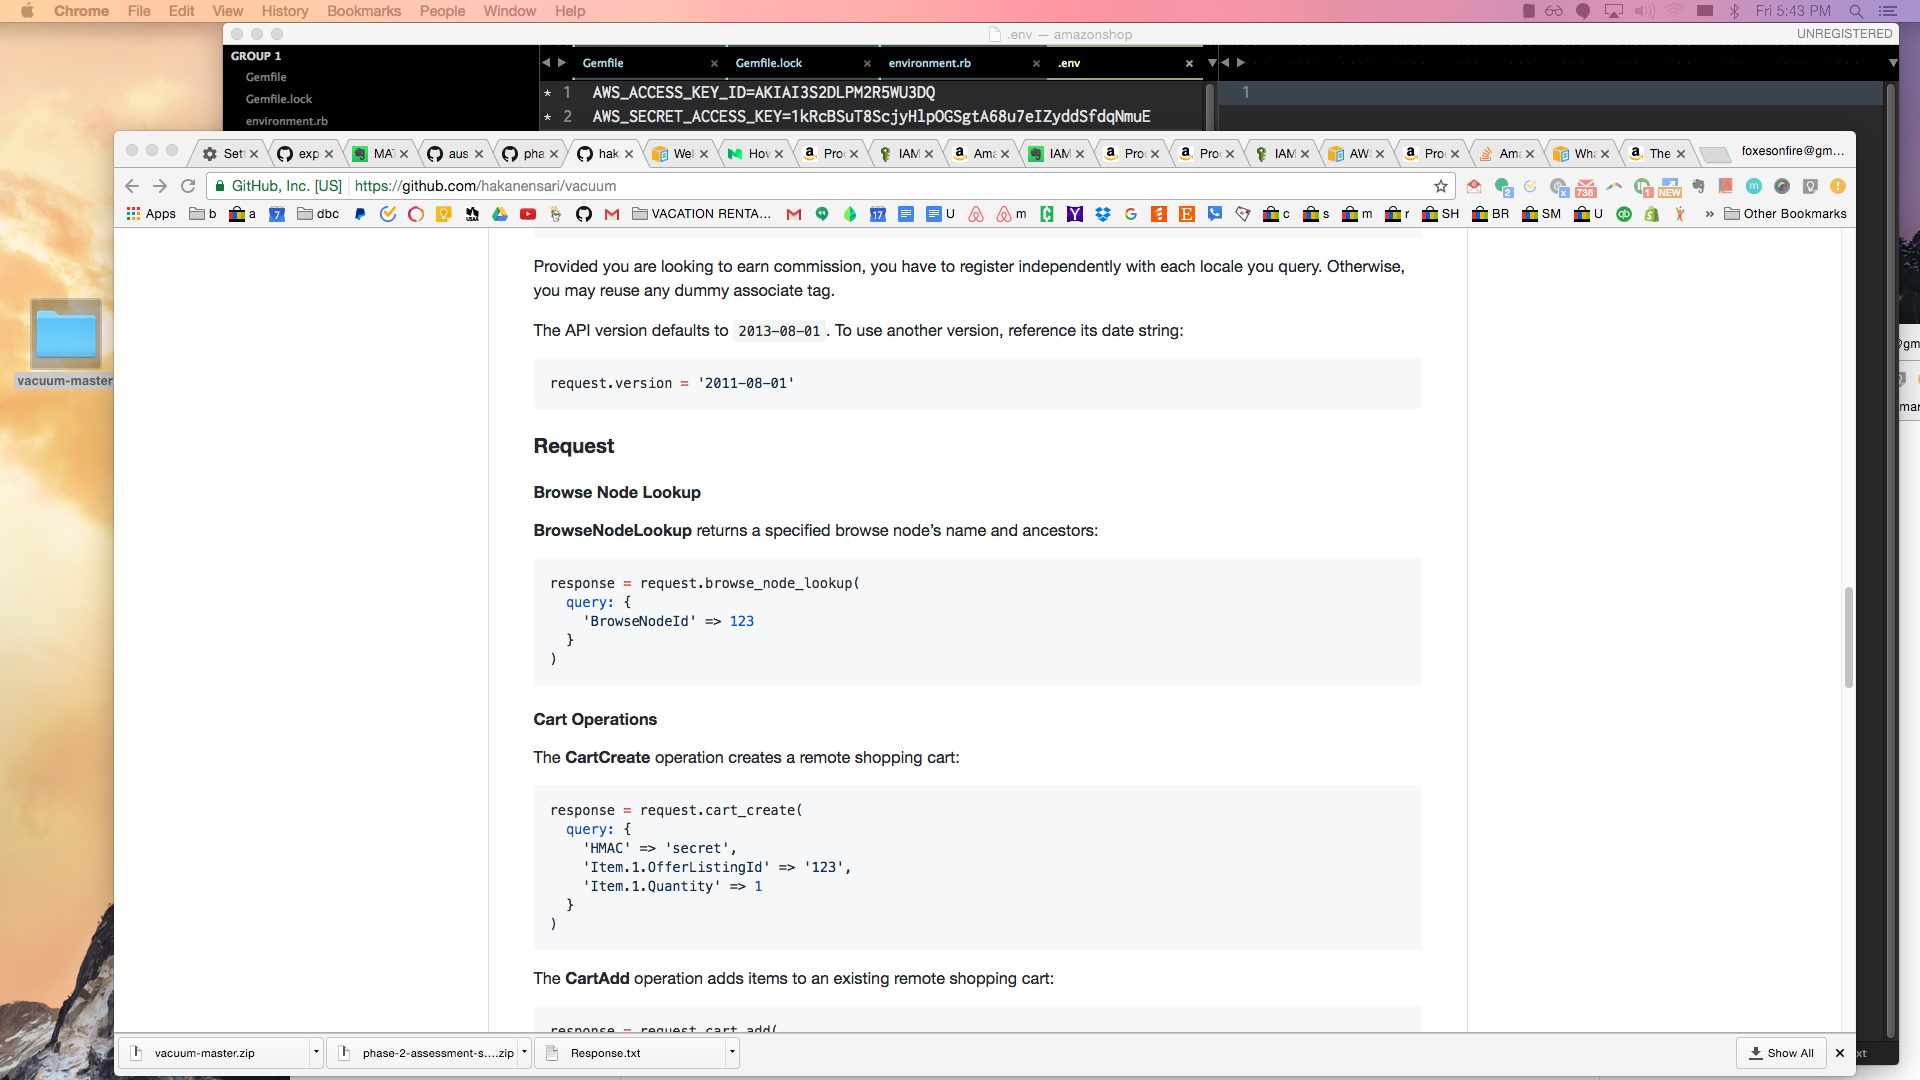 Chrome File Edit View History Bookmarks People Window Help
Fri 5:43 PM
.env — amazonshop
UNREGISTERED
GROUP 1
Gemfile
Gemfile.lock
environment.rb
Gemfile × Gemfile.lock × environment.rb × .env ×
* 1 AWS_ACCESS_KEY_ID=AKIAI3S2DLPM2R5WU3DQ
* 2 AWS_SECRET_ACCESS_KEY=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
1
Set × exp × MAT × aus × pha × hak × Wel × How × Pro × IAM × Ama × IAM × Pro × Pro × IAM × AW × Pro × Am × Wha × The ×
foxesonfire@gm...
GitHub, Inc. [US] https://github.com/hakanensari/vacuum
Apps b a 7 dbc VACATION RENTA... 17 U m c s m r SH BR SM U » Other Bookmarks
Provided you are looking to earn commission, you have to register independently with each locale you query. Otherwise,
you may reuse any dummy associate tag.
The API version defaults to 2013-08-01 . To use another version, reference its date string:
request.version = '2011-08-01'
vacuum-master
Request
Browse Node Lookup
BrowseNodeLookup returns a specified browse node’s name and ancestors:
response = request.browse_node_lookup(
query: {
'BrowseNodeId' => 123
}
)
Cart Operations
The CartCreate operation creates a remote shopping cart:
response = request.cart_create(
query: {
'HMAC' => 'secret',
'Item.1.OfferListingId' => '123',
'Item.1.Quantity' => 1
}
)
The CartAdd operation adds items to an existing remote shopping cart:
response = request.cart_add(
vacuum-master.zip
phase-2-assessment-s....zip
Response.txt
Show All